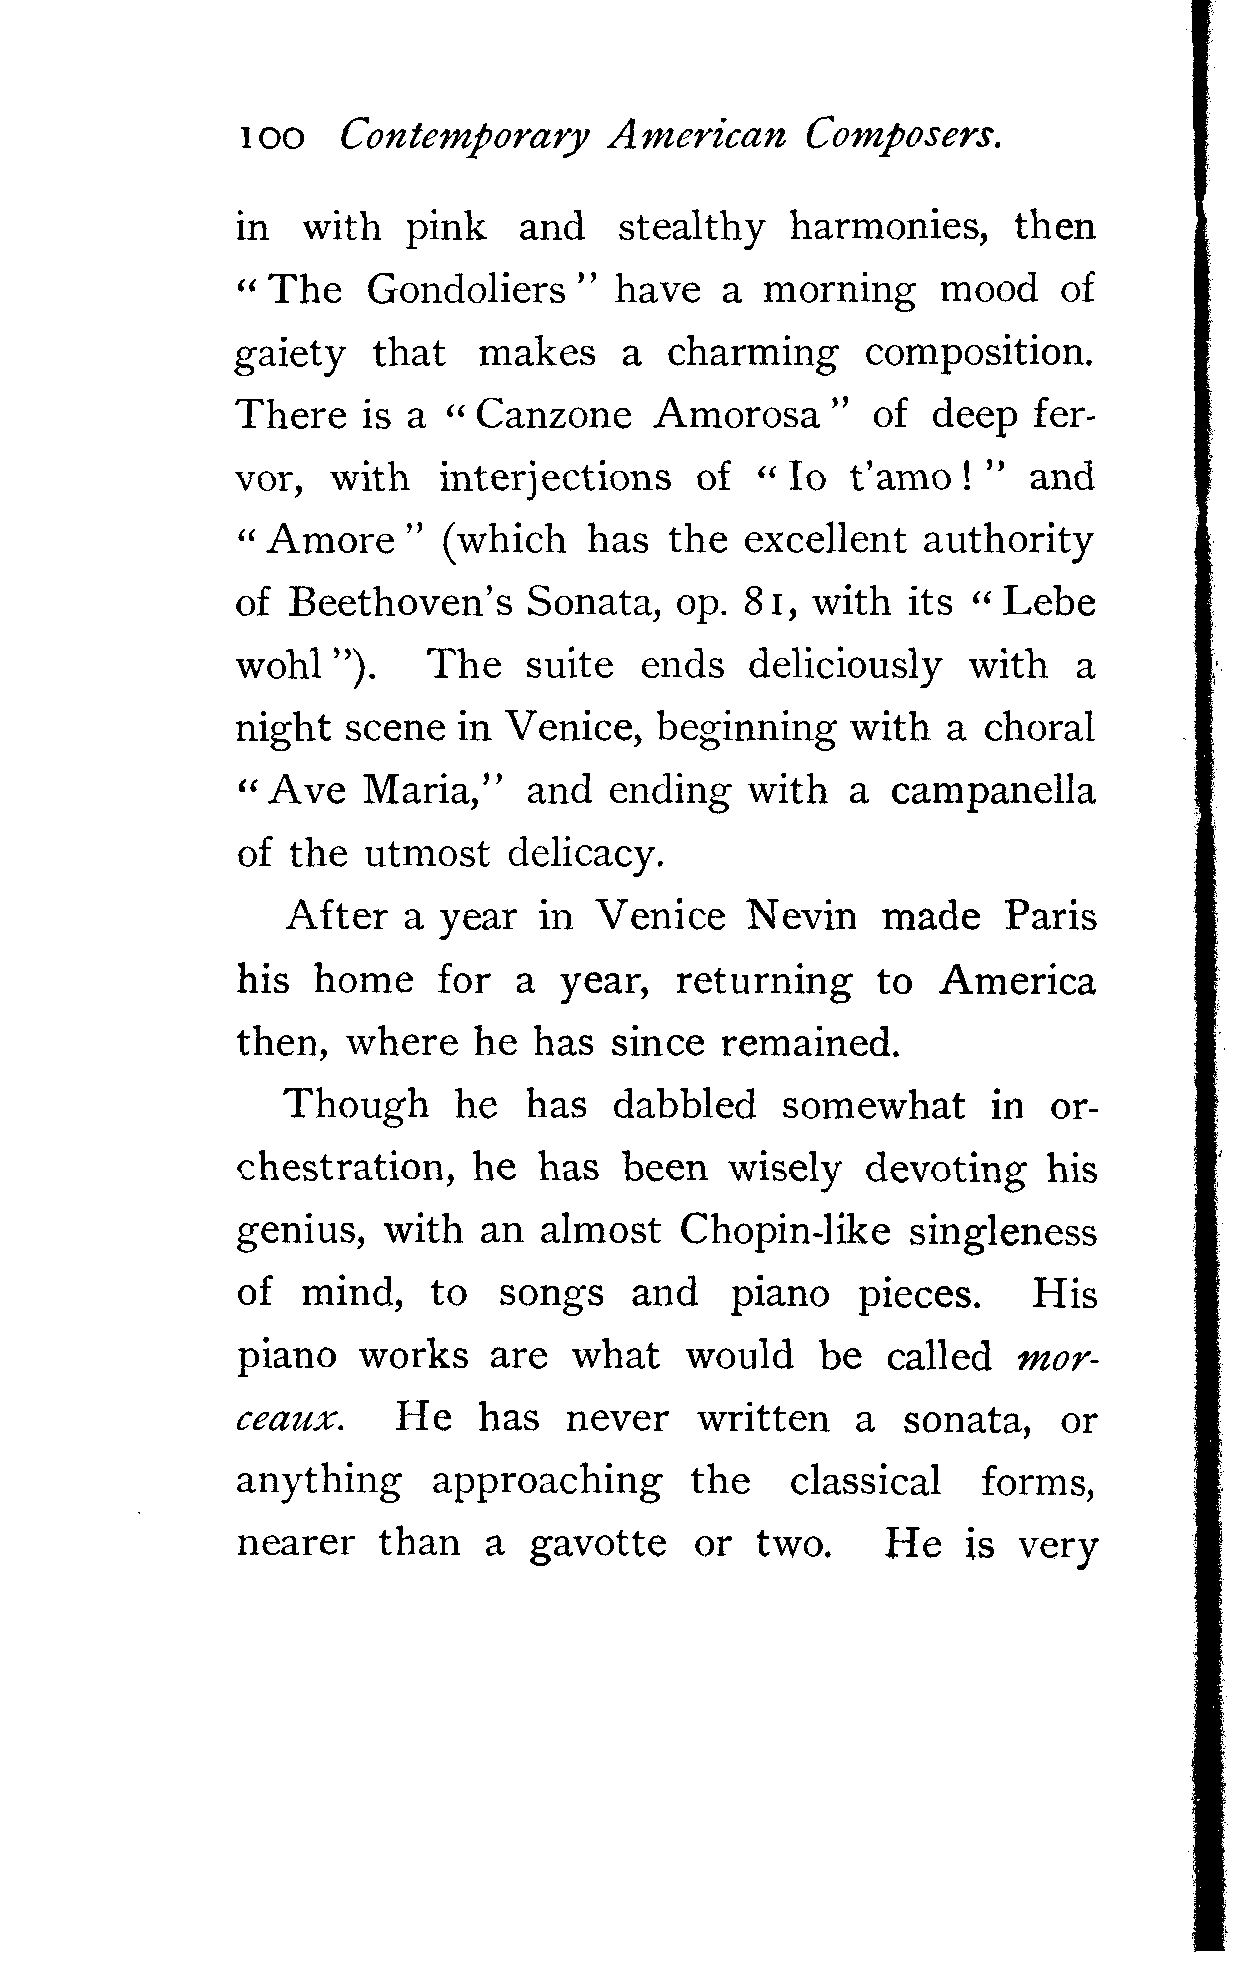 100 Contemporary American Composers.
in with pink and stealthy harmonies, then
“ The Gondoliers ” have a morning mood of
gaiety that makes a charming composition.
There is a “ Canzone Amorosa ” of deep fer-
vor, with interjections of “ Io t’amo ! ” and
“ Amore ” (which has the excellent authority
of Beethoven’s Sonata, op. 81, with its “ Lebe
wohl ”). The suite ends deliciously with a
night scene in Venice, beginning with a choral
“ Ave Maria,” and ending with a campanella
of the utmost delicacy.
After a year in Venice Nevin made Paris
his home for a year, returning to America
then, where he has since remained.
Though he has dabbled somewhat in or-
chestration, he has been wisely devoting his
genius, with an almost Chopin-like singleness
of mind, to songs and piano pieces. His
piano works are what would be called mor-
ceaux. He has never written a sonata, or
anything approaching the classical forms,
nearer than a gavotte or two. He is very